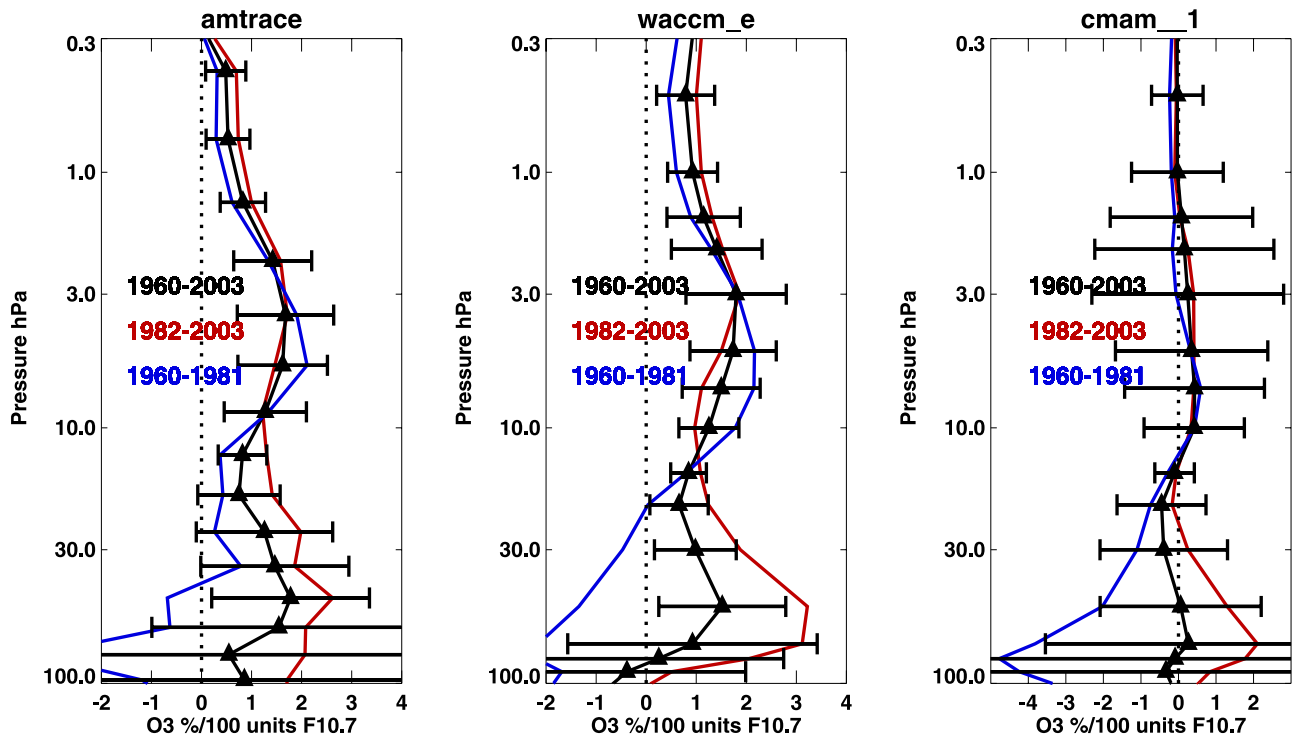 amtrace
0.3
1.0
3.0
10.0
30.0
100.0
Pressure hPa
1960-2003
1982-2003
1960-1981
-2 -1 0 1 2 3 4
O3 %/100 units F10.7
waccm_e
0.3
1.0
3.0
10.0
30.0
100.0
Pressure hPa
1960-2003
1982-2003
1960-1981
-2 -1 0 1 2 3 4
O3 %/100 units F10.7
cmam__1
0.3
1.0
3.0
10.0
30.0
100.0
Pressure hPa
1960-2003
1982-2003
1960-1981
-4 -3 -2 -1 0 1 2
O3 %/100 units F10.7